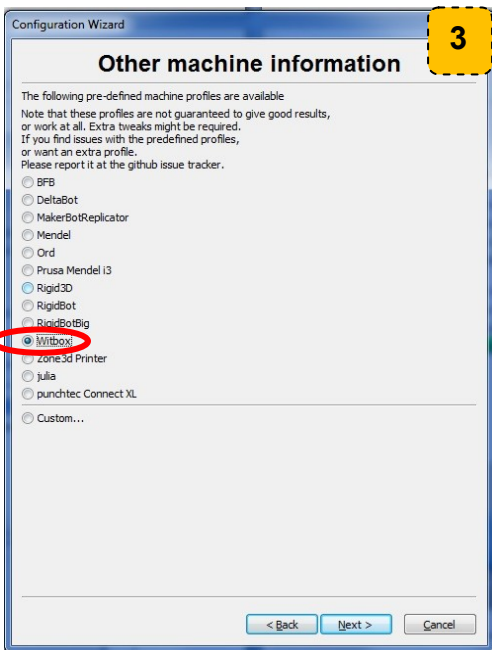 Configuration Wizard
3
Other machine information
The following pre-defined machine profiles are available
Note that these profiles are not guaranteed to give good results,
or work at all. Extra tweaks might be required.
If you find issues with the predefined profiles,
or want an extra profile.
Please report it at the github issue tracker.
BFB
DeltaBot
MakerBotReplicator
Mendel
Ord
Prusa Mendel i3
Rigid3D
RigidBot
RigidBotBig
Witbox
Zone3d Printer
julia
punchtec Connect XL
Custom...
< Back Next > Cancel